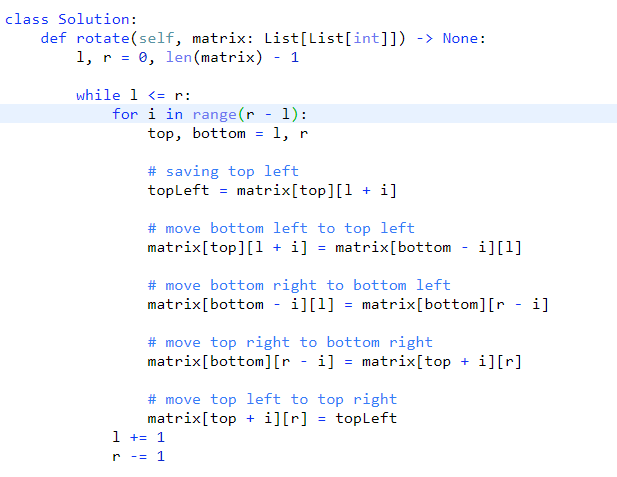 class Solution:
    def rotate(self, matrix: List[List[int]]) -> None:
        l, r = 0, len(matrix) - 1

        while l <= r:
            for i in range(r - l):
                top, bottom = l, r

                # saving top left
                topLeft = matrix[top][l + i]

                # move bottom left to top left
                matrix[top][l + i] = matrix[bottom - i][l]

                # move bottom right to bottom left
                matrix[bottom - i][l] = matrix[bottom][r - i]

                # move top right to bottom right
                matrix[bottom][r - i] = matrix[top + i][r]

                # move top left to top right
                matrix[top + i][r] = topLeft
            l += 1
            r -= 1